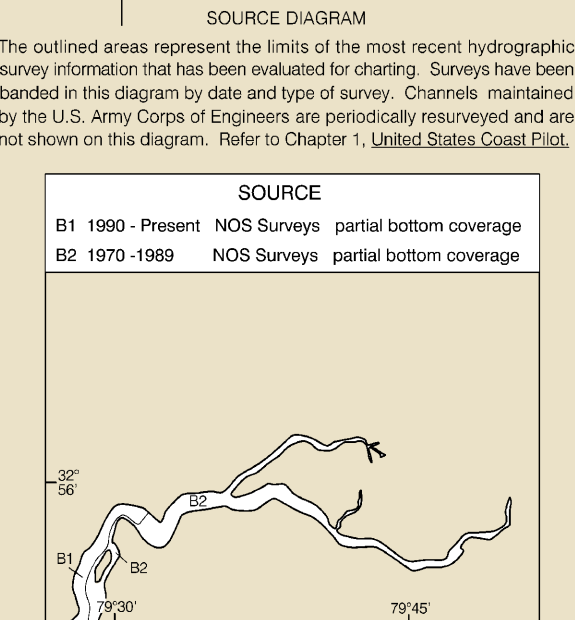 SOURCE DIAGRAM
The outlined areas represent the limits of the most recent hydrographic
survey information that has been evaluated for charting. Surveys have been
banded in this diagram by date and type of survey. Channels maintained
by the U.S. Army Corps of Engineers are periodically resurveyed and are
not shown on this diagram. Refer to Chapter 1, United States Coast Pilot.
SOURCE
B1 1990 - Present NOS Surveys partial bottom coverage
B2 1970 -1989 NOS Surveys partial bottom coverage
32°
56'
B2
B1
B2
79°30'
79°45'